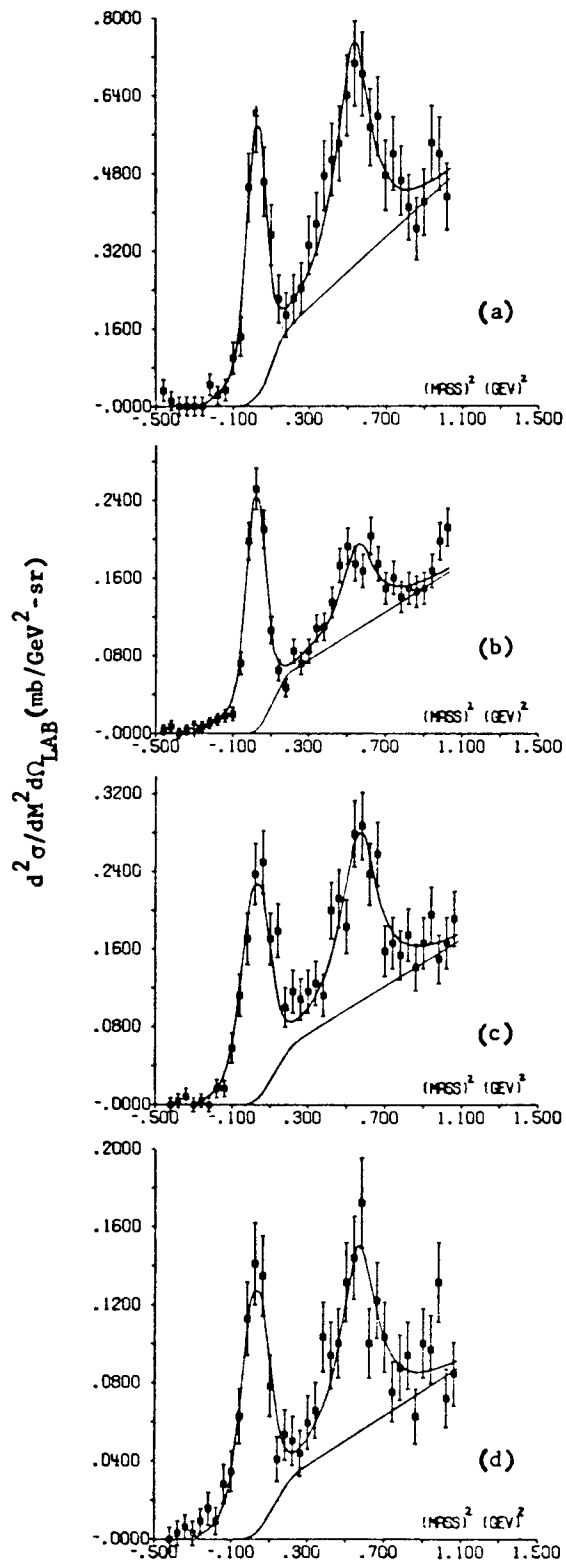 d²σ/dM²dΩLAB (mb/GeV²-sr)
.8000
.6400
.4800
.3200
.1600
-.0000
(a)
(MASS)² (GEV)²
-.500 -.100 .300 .700 1.100 1.500
.2400
.1600
.0800
-.0000
(b)
(MASS)² (GEV)²
-.500 -.100 .300 .700 1.100 1.500
.3200
.2400
.1600
.0800
-.0000
(c)
(MASS)² (GEV)²
-.500 -.100 .300 .700 1.100 1.500
.2000
.1600
.1200
.0800
.0400
-.0000
(d)
(MASS)² (GEV)²
-.500 -.100 .300 .700 1.100 1.500